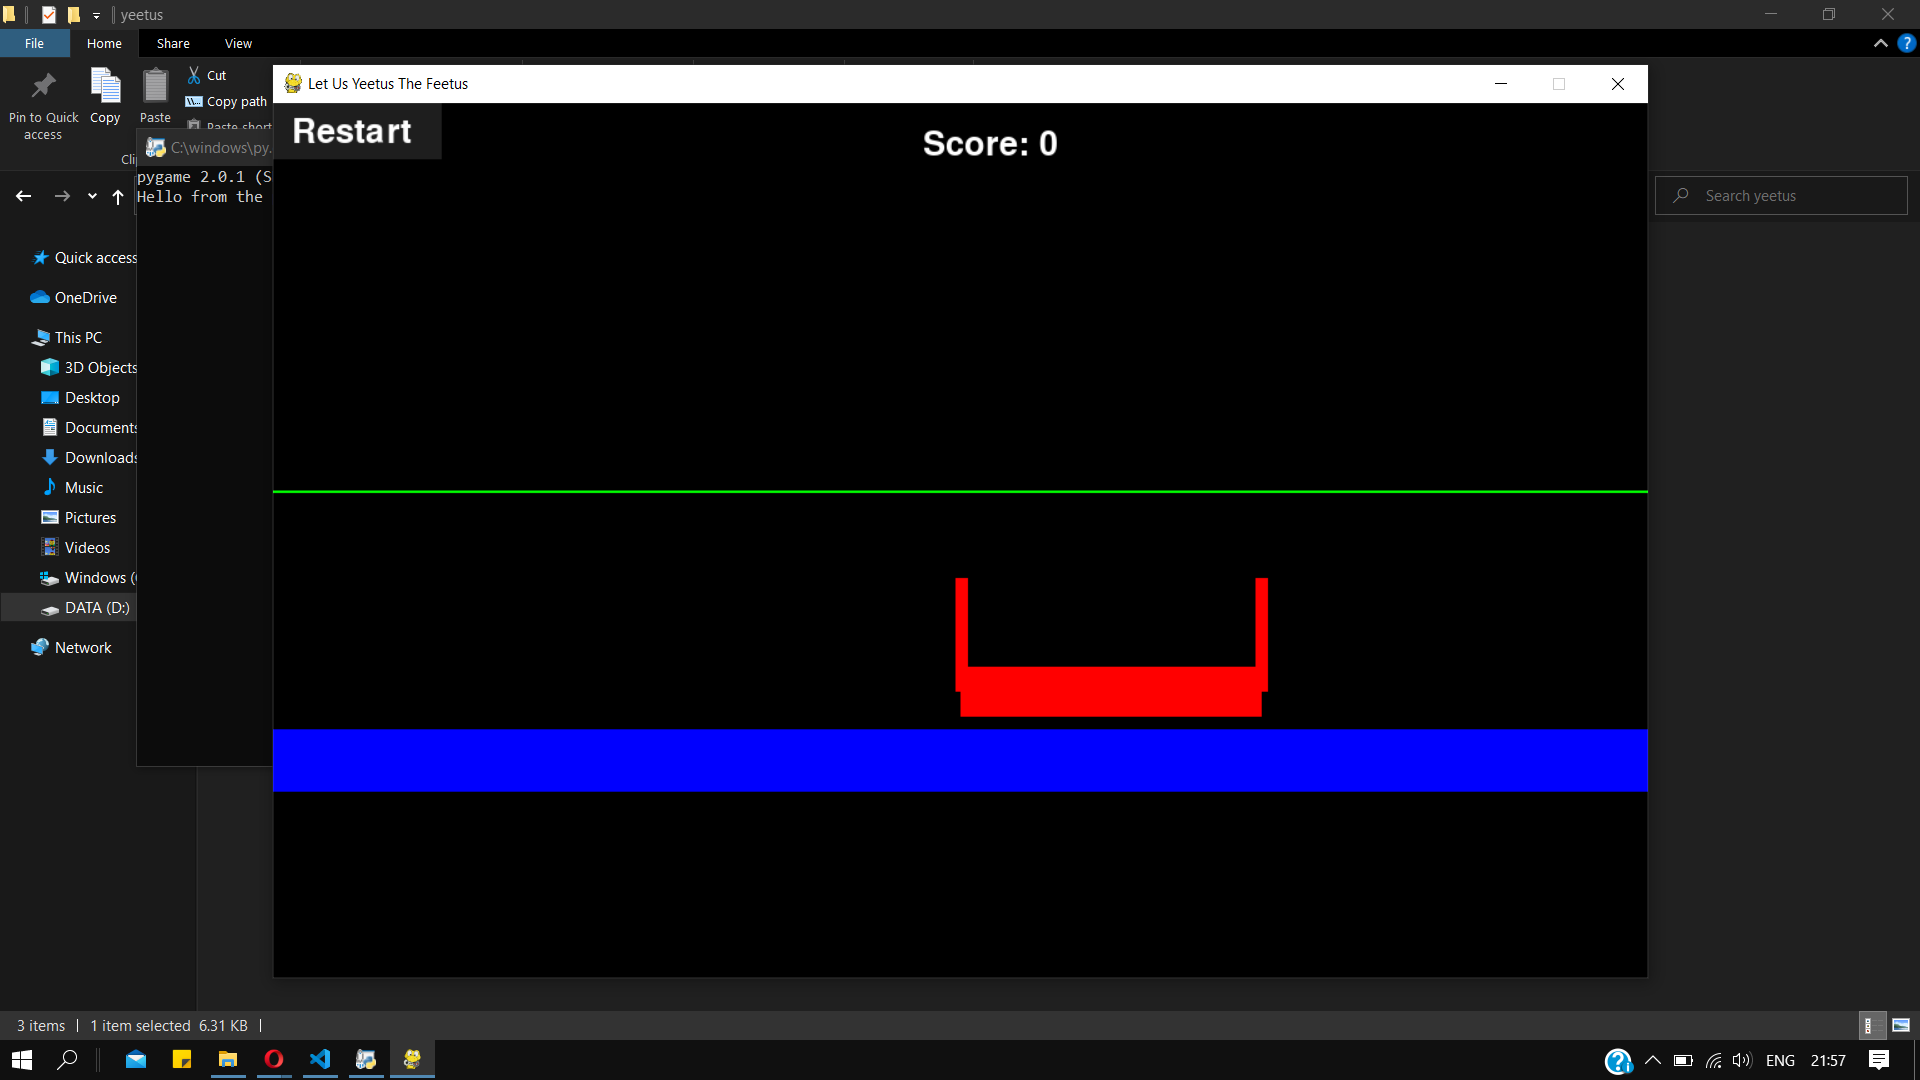 yeetus
File
Home
Share
View
Pin to Quick access
Copy
Paste
Cut
Copy path
Paste short
Cli
Let Us Yeetus The Feetus
C:\windows\py.
pygame 2.0.1 (S
Hello from the
Restart
Score: 0
Search yeetus
Quick access
OneDrive
This PC
3D Objects
Desktop
Documents
Downloads
Music
Pictures
Videos
Windows (
DATA (D:)
Network
3 items
1 item selected 6.31 KB
ENG
21:57